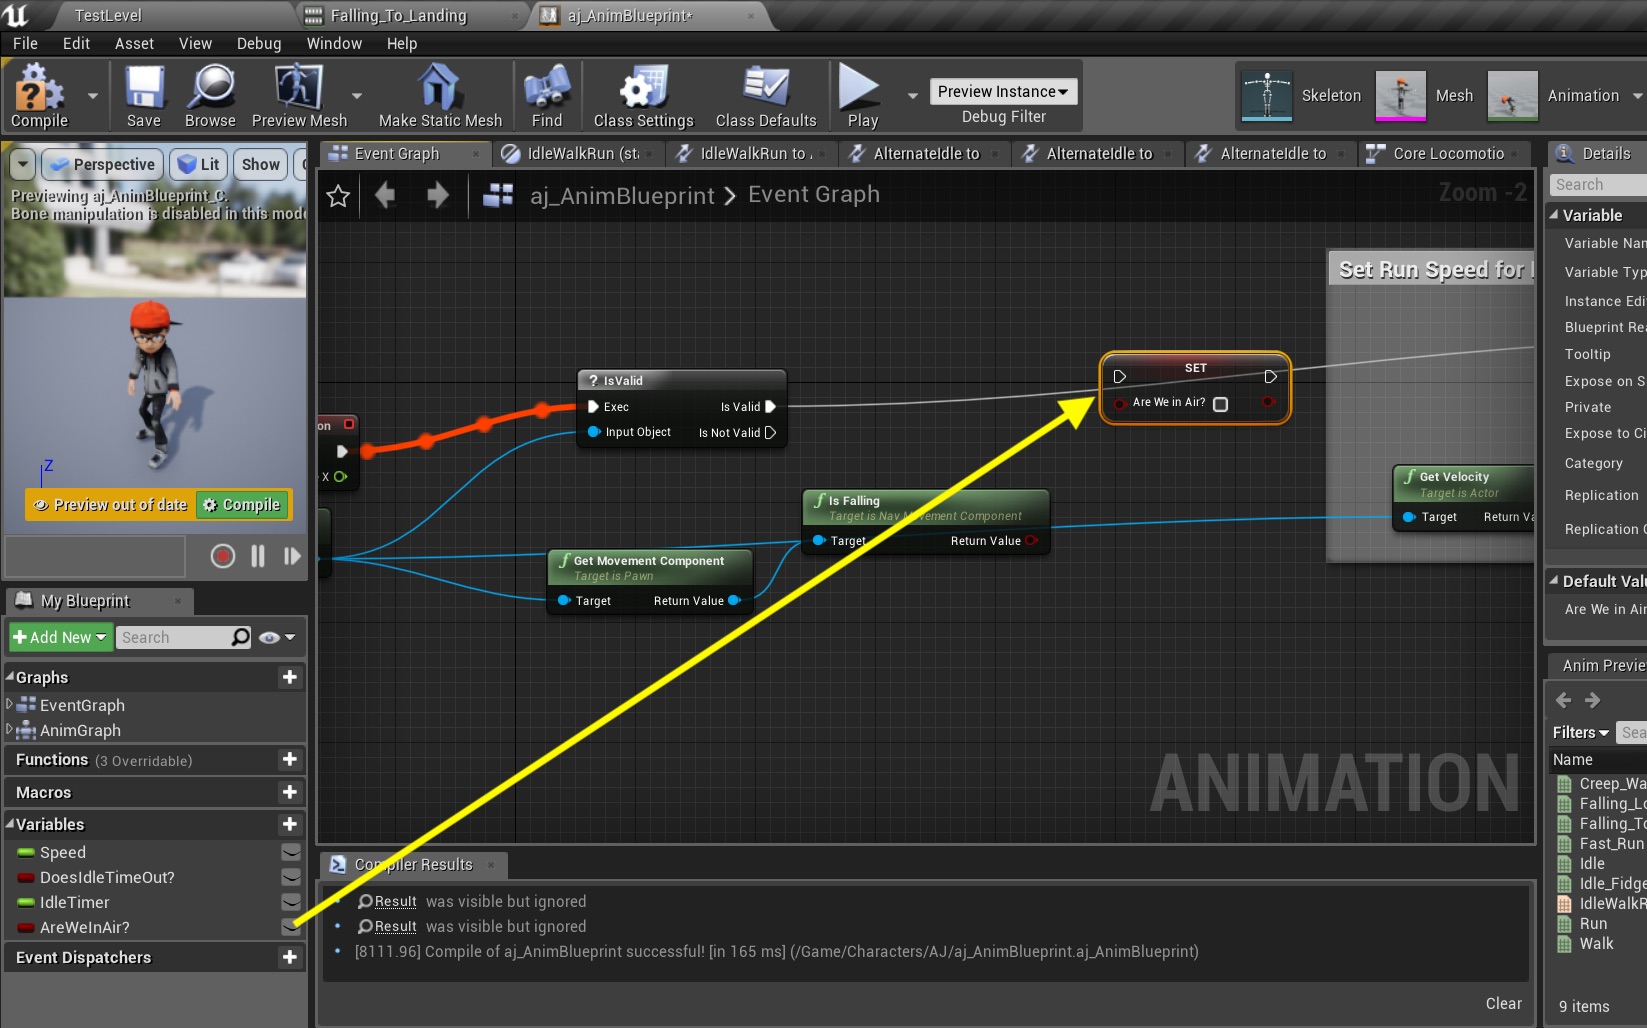 TestLevel
Falling_To_Landing
aj_AnimBlueprint*
File Edit Asset View Debug Window Help
Compile
Save
Browse
Preview Mesh
Make Static Mesh
Find
Class Settings
Class Defaults
Play
Preview Instance
Debug Filter
Skeleton
Mesh
Animation
Perspective
Lit
Show
Previewing aj_AnimBlueprint_C.
Bone manipulation is disabled in this mode
Z
Preview out of date
Compile
Event Graph
IdleWalkRun (sta
IdleWalkRun to
AlternateIdle to
AlternateIdle to
AlternateIdle to
Core Locomotio
Details
aj_AnimBlueprint > Event Graph
Zoom -2
Set Run Speed for
on
X
? IsValid
Exec
Is Valid
Input Object
Is Not Valid
SET
Are We in Air?
f Is Falling
Target is Nav Movement Component
Target
Return Value
f Get Movement Component
Target is Pawn
Target
Return Value
f Get Velocity
Target is Actor
Target
Return Va
ANIMATION
My Blueprint
+ Add New
Search
Graphs
EventGraph
AnimGraph
Functions (3 Overridable)
Macros
Variables
Speed
DoesIdleTimeOut?
IdleTimer
AreWeInAir?
Event Dispatchers
Compiler Results
Result was visible but ignored
Result was visible but ignored
[8111.96] Compile of aj_AnimBlueprint successful! [in 165 ms] (/Game/Characters/AJ/aj_AnimBlueprint.aj_AnimBlueprint)
Clear
Search
Variable
Variable Nam
Variable Typ
Instance Edi
Blueprint Rea
Tooltip
Expose on S
Private
Expose to Ci
Category
Replication
Replication C
Default Valu
Are We in Air
Anim Preview
Filters
Sea
Name
Creep_Wa
Falling_Lo
Falling_To
Fast_Run
Idle
Idle_Fidge
IdleWalkR
Run
Walk
9 items